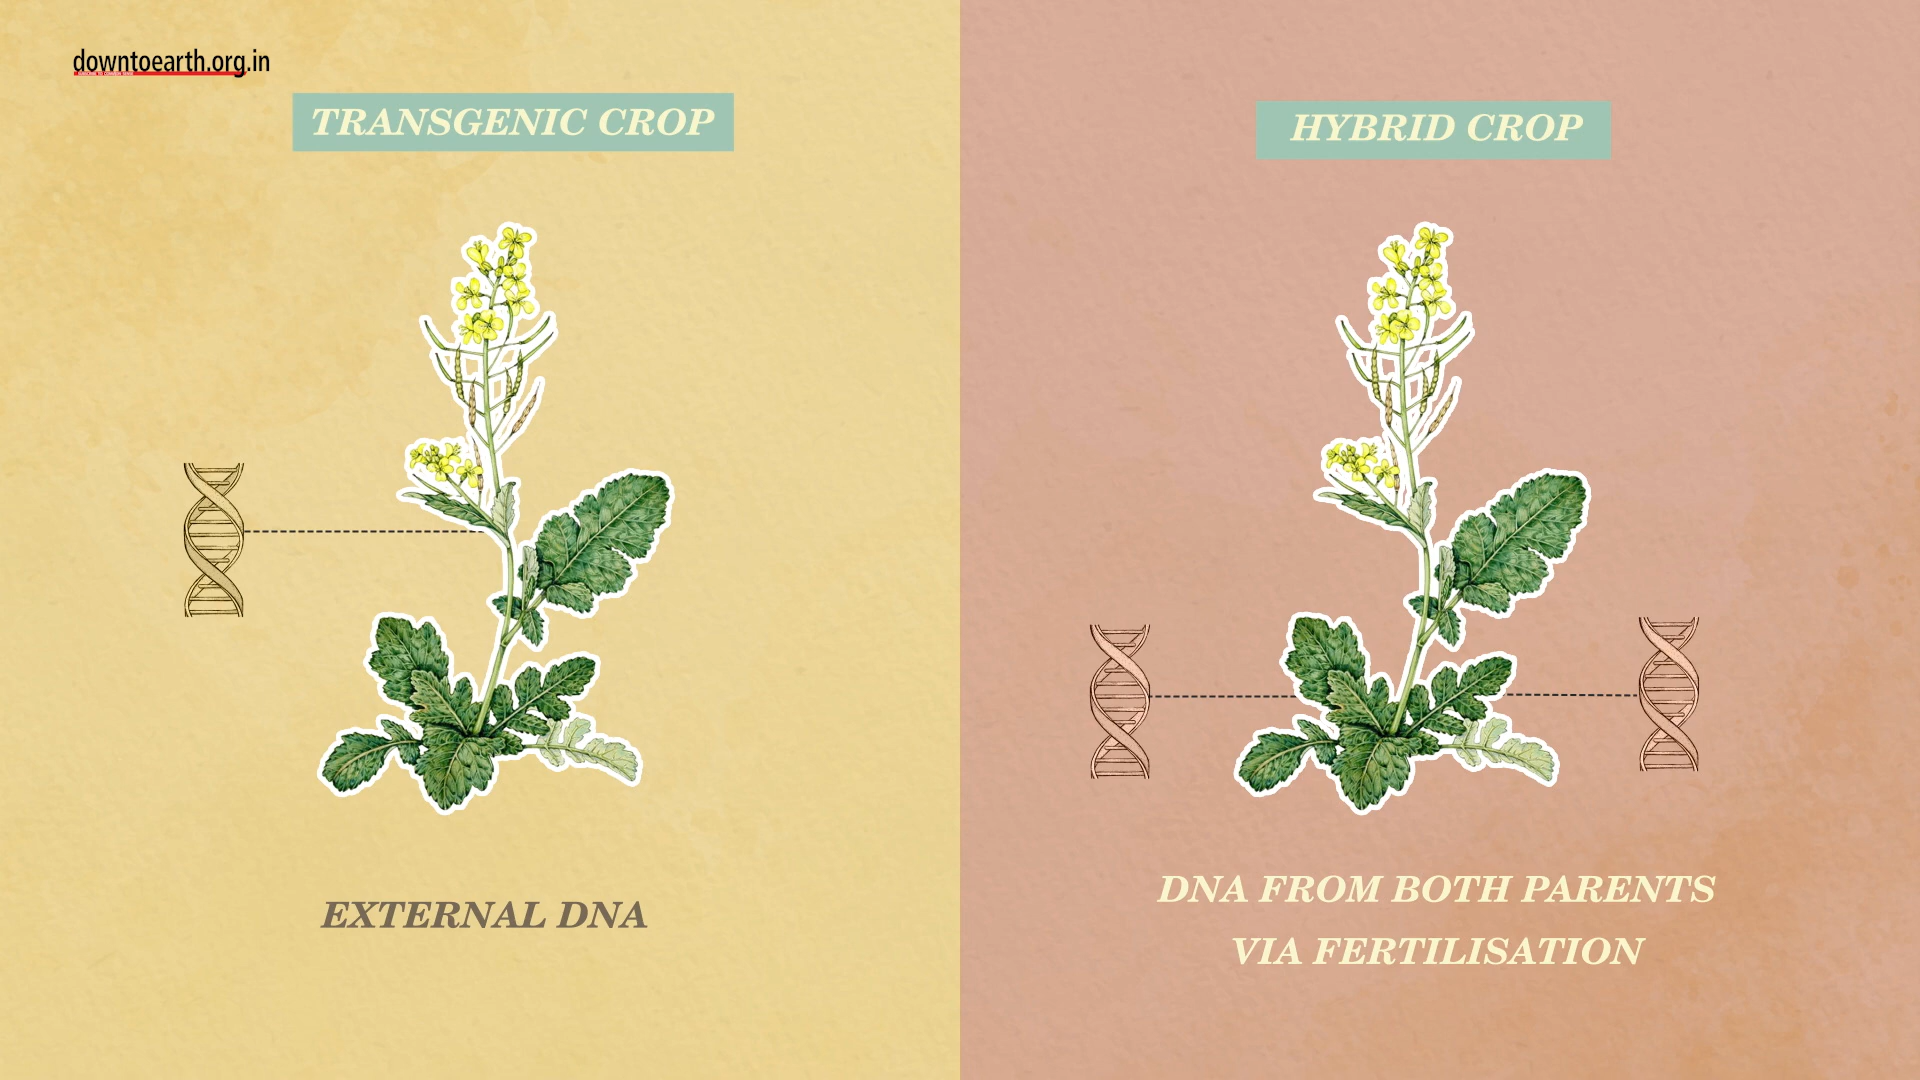 downtoearth.org.in
TRANSGENIC CROP
EXTERNAL DNA
HYBRID CROP
DNA FROM BOTH PARENTS
VIA FERTILISATION